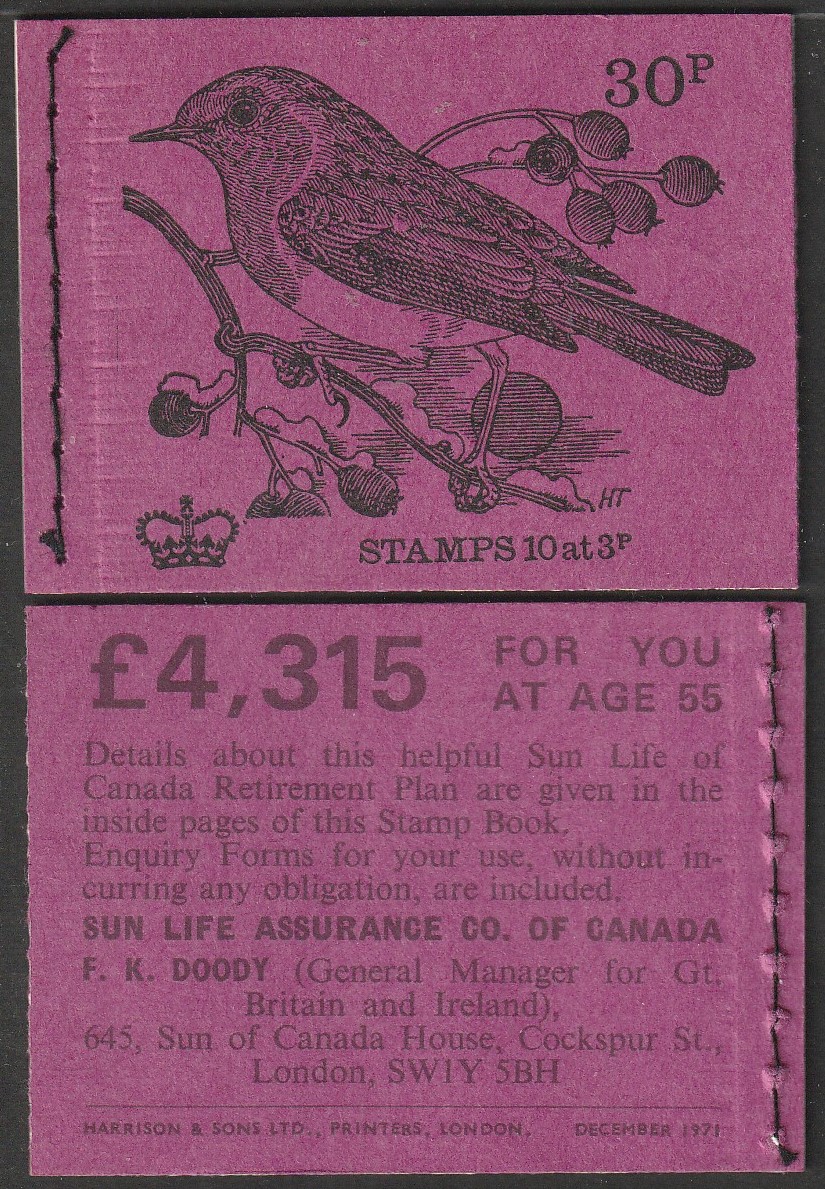 30P
HT
STAMPS 10 at 3P
£4,315 FOR YOU
AT AGE 55
Details about this helpful Sun Life of
Canada Retirement Plan are given in the
inside pages of this Stamp Book.
Enquiry Forms for your use, without in-
curring any obligation, are included.
SUN LIFE ASSURANCE CO. OF CANADA
F. K. DOODY (General Manager for Gt.
Britain and Ireland),
645, Sun of Canada House, Cockspur St.,
London, SW1Y 5BH
HARRISON & SONS LTD., PRINTERS, LONDON. DECEMBER 1971